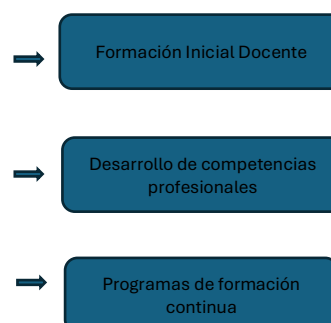 Formación Inicial Docente
Desarrollo de competencias
profesionales
Programas de formación
continua